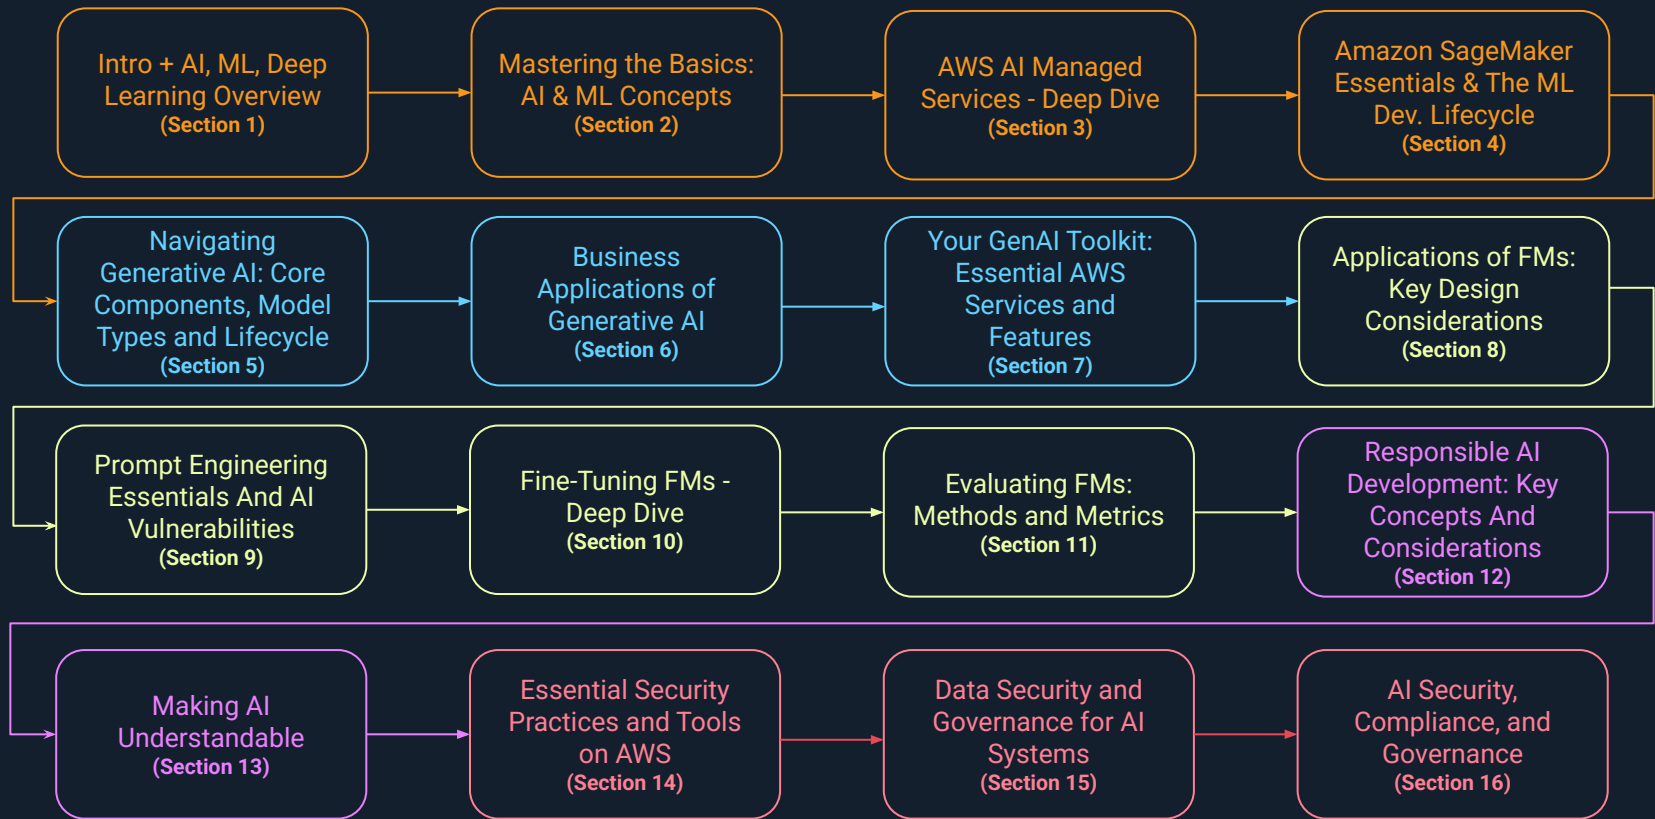 Intro + AI, ML, Deep
Learning Overview
(Section 1)
Mastering the Basics:
AI & ML Concepts
(Section 2)
AWS AI Managed
Services - Deep Dive
(Section 3)
Amazon SageMaker
Essentials & The ML
Dev. Lifecycle
(Section 4)
Navigating
Generative AI: Core
Components, Model
Types and Lifecycle
(Section 5)
Business
Applications of
Generative AI
(Section 6)
Your GenAI Toolkit:
Essential AWS
Services and
Features
(Section 7)
Applications of FMs:
Key Design
Considerations
(Section 8)
Prompt Engineering
Essentials And AI
Vulnerabilities
(Section 9)
Fine-Tuning FMs -
Deep Dive
(Section 10)
Evaluating FMs:
Methods and Metrics
(Section 11)
Responsible AI
Development: Key
Concepts And
Considerations
(Section 12)
Making AI
Understandable
(Section 13)
Essential Security
Practices and Tools
on AWS
(Section 14)
Data Security and
Governance for AI
Systems
(Section 15)
AI Security,
Compliance, and
Governance
(Section 16)